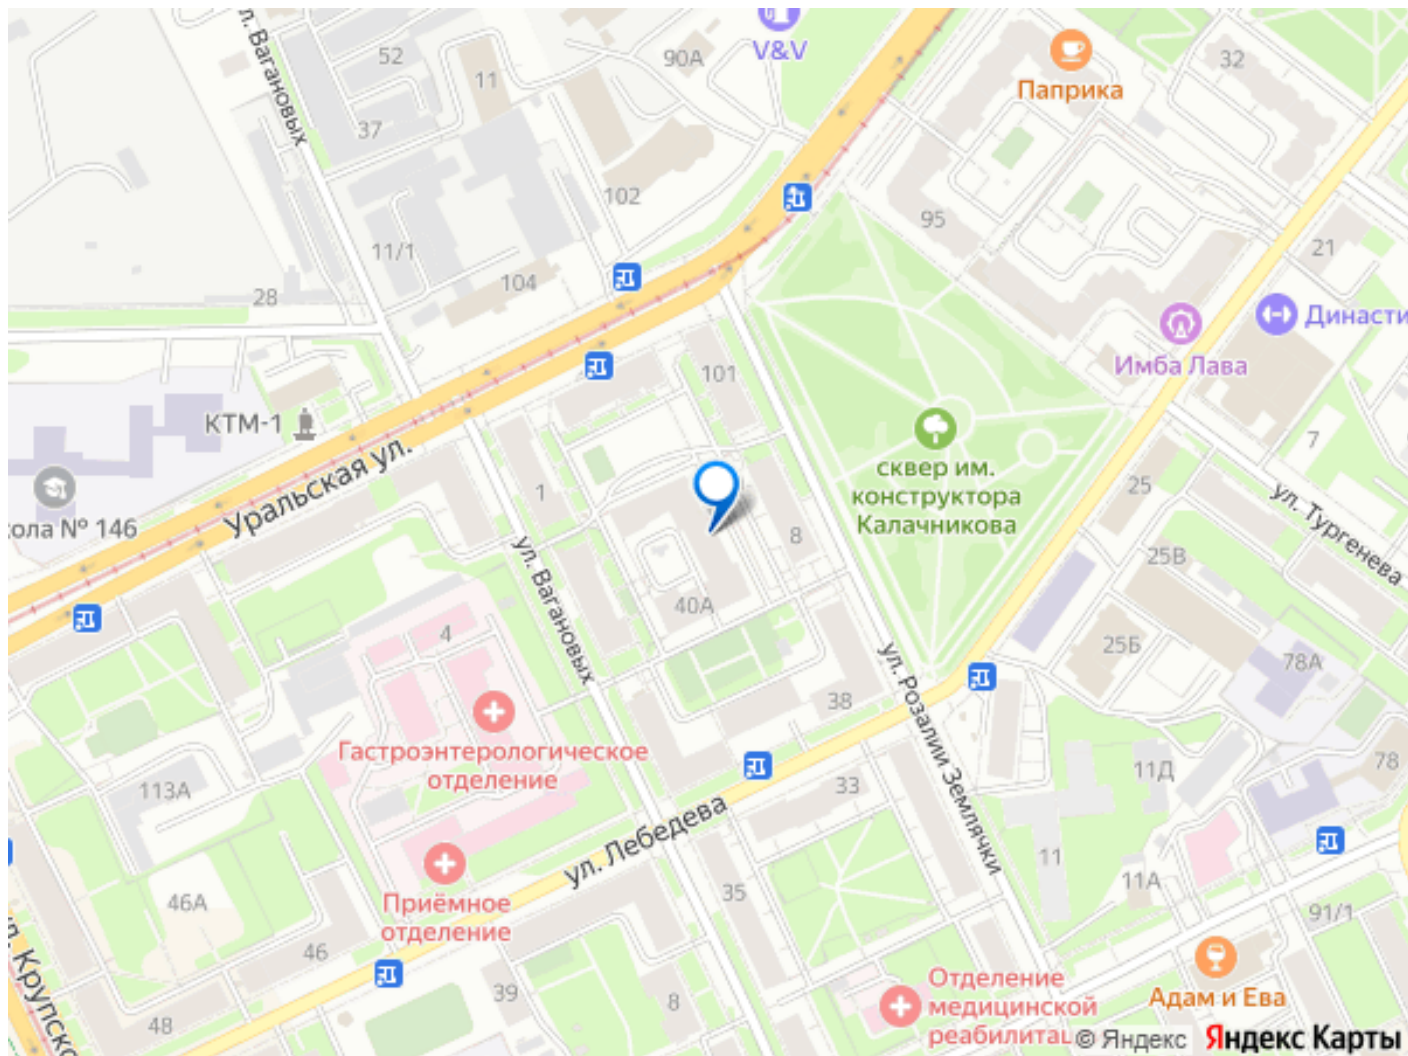 ул. Вагановых
52
11
90А
V&V
Паприка
32
37
102
95
21
11/1
104
28
Династи
Имба Лава
КТМ-1
101
7
ола № 146
Уральская ул.
1
сквер им.
конструктора
Калачникова
25
ул. Тургенева
8
25В
ул. Вагановых
40А
4
25Б
78А
ул. Розалии Землячки
38
Гастроэнтерологическое
отделение
113А
33
11Д
78
ул. Лебедева
11
11А
46А
Приёмное
отделение
35
91/1
46
л. Крупско
39
8
48
Отделение
медицинской
реабилитац
Адам и Ева
© Яндекс
Яндекс Карты